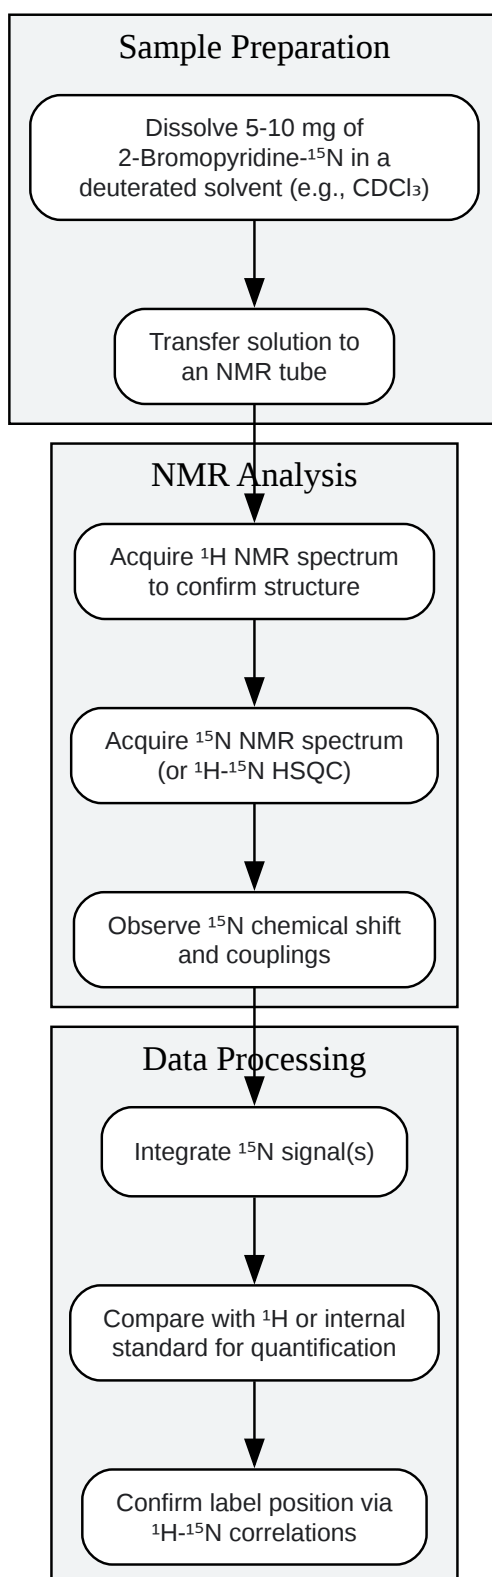 Sample Preparation
Dissolve 5-10 mg of
2-Bromopyridine-¹⁵N in a
deuterated solvent (e.g., CDCl₃)
Transfer solution to
an NMR tube
NMR Analysis
Acquire ¹H NMR spectrum
to confirm structure
Acquire ¹⁵N NMR spectrum
(or ¹H-¹⁵N HSQC)
Observe ¹⁵N chemical shift
and couplings
Data Processing
Integrate ¹⁵N signal(s)
Compare with ¹H or internal
standard for quantification
Confirm label position via
¹H-¹⁵N correlations